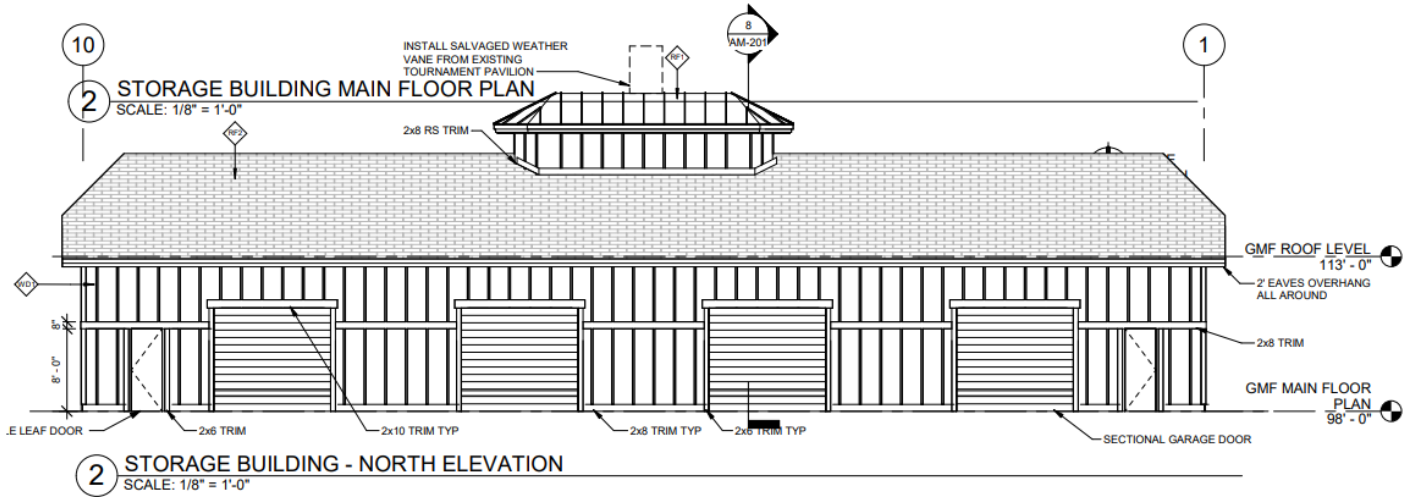 10
INSTALL SALVAGED WEATHER
VANE FROM EXISTING
TOURNAMENT PAVILION
RF1
8
AM-201
1
2
STORAGE BUILDING MAIN FLOOR PLAN
SCALE: 1/8" = 1'-0"
2x8 RS TRIM
RF2
GMF ROOF LEVEL
113' - 0"
WD1
2' EAVES OVERHANG
ALL AROUND
8"
8' - 0"
2x8 TRIM
GMF MAIN FLOOR
PLAN
98' - 0"
.E LEAF DOOR
2x6 TRIM
2x10 TRIM TYP
2x8 TRIM TYP
2x6 TRIM TYP
SECTIONAL GARAGE DOOR
2
STORAGE BUILDING - NORTH ELEVATION
SCALE: 1/8" = 1'-0"